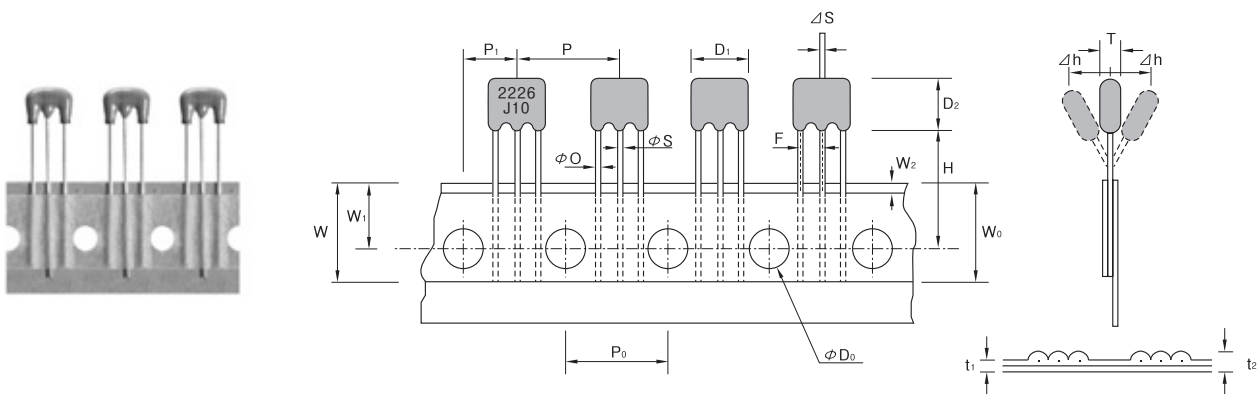 ⊿S
P₁
P
D₁
T
⊿h
⊿h
2226
J10
D₂
F
ΦS
H
ΦO
W₂
W₁
W
W₀
P₀
ΦD₀
t₁
t₂